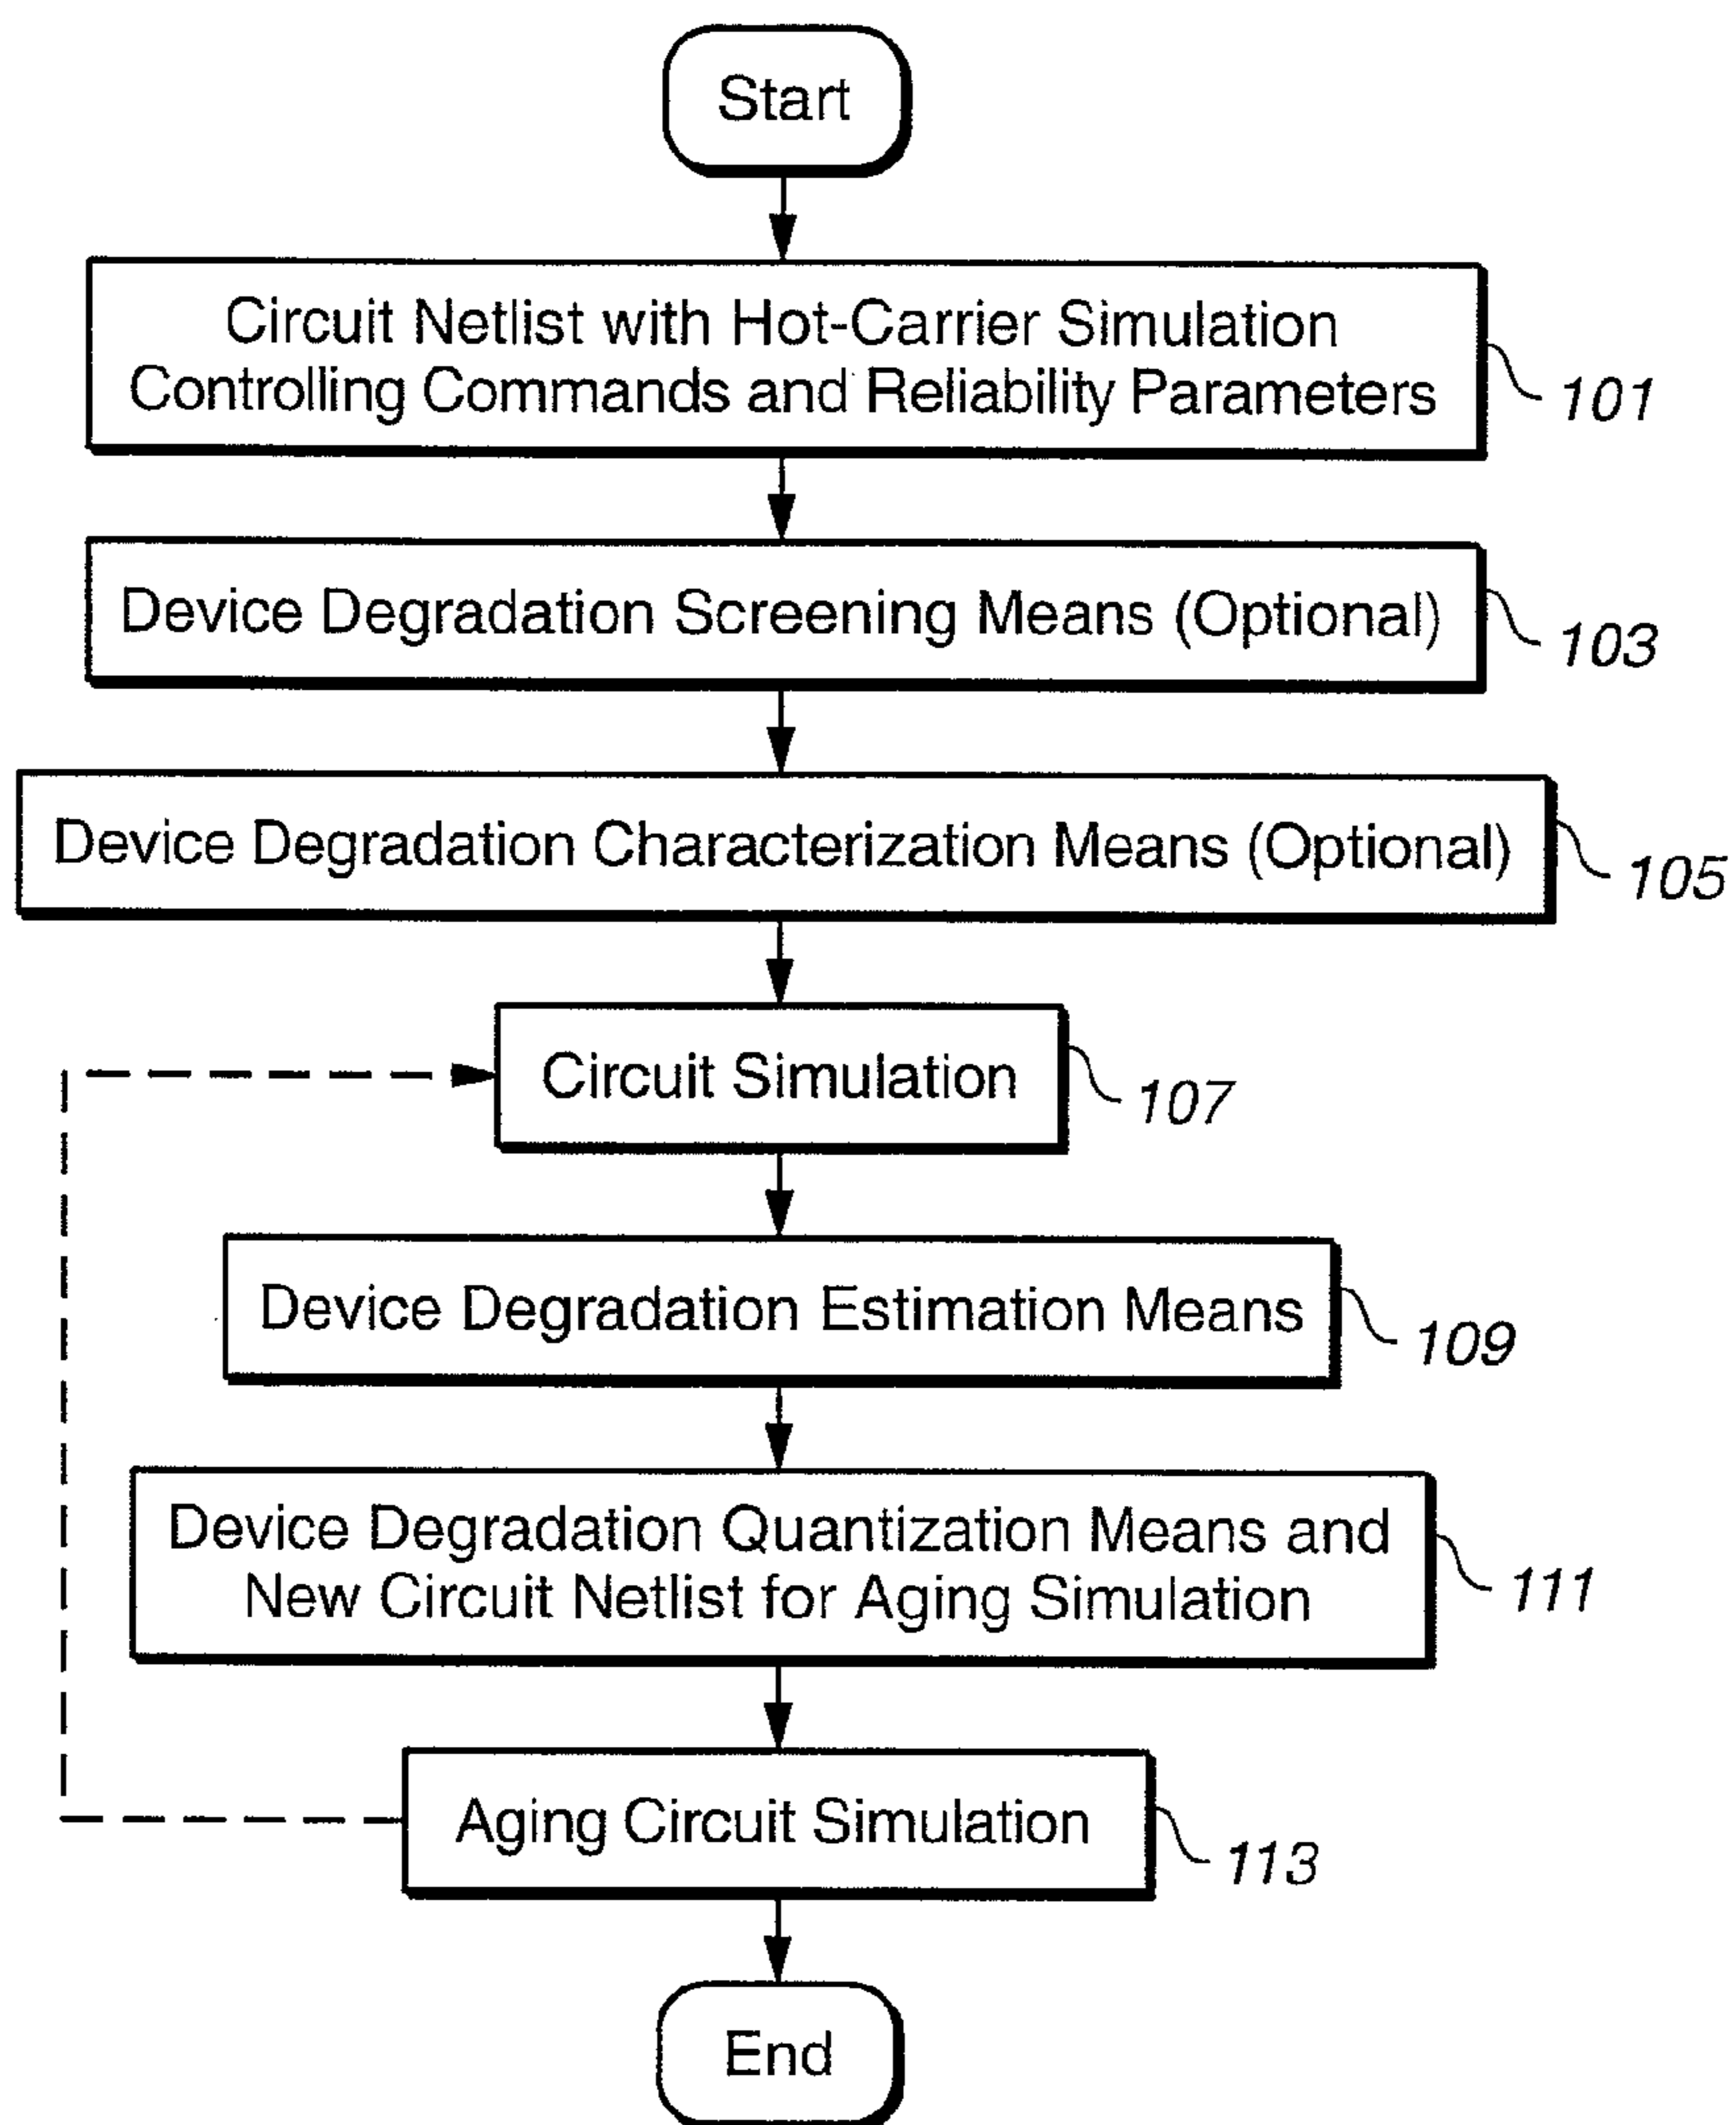 Start
Circuit Netlist with Hot-Carrier Simulation
Controlling Commands and Reliability Parameters
101
Device Degradation Screening Means (Optional)
103
Device Degradation Characterization Means (Optional)
105
Circuit Simulation
107
Device Degradation Estimation Means
109
Device Degradation Quantization Means and
New Circuit Netlist for Aging Simulation
111
Aging Circuit Simulation
113
End